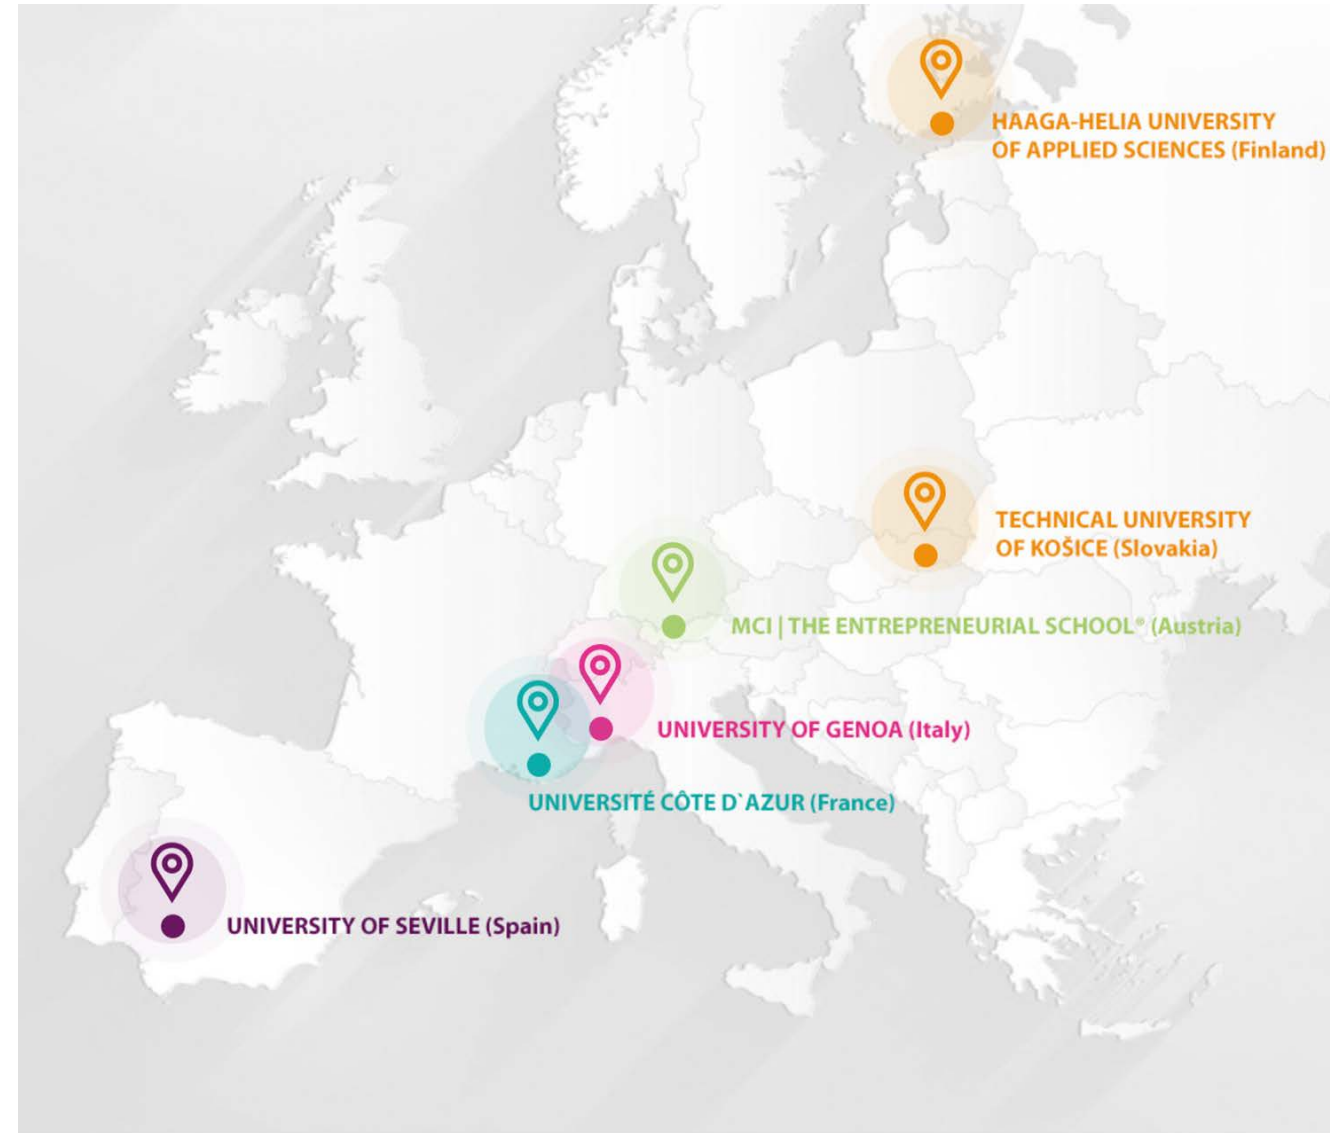 HAAGA-HELIA UNIVERSITY
OF APPLIED SCIENCES (Finland)
TECHNICAL UNIVERSITY
OF KOŠICE (Slovakia)
MCI | THE ENTREPRENEURIAL SCHOOL® (Austria)
UNIVERSITY OF GENOA (Italy)
UNIVERSITÉ CÔTE D`AZUR (France)
UNIVERSITY OF SEVILLE (Spain)